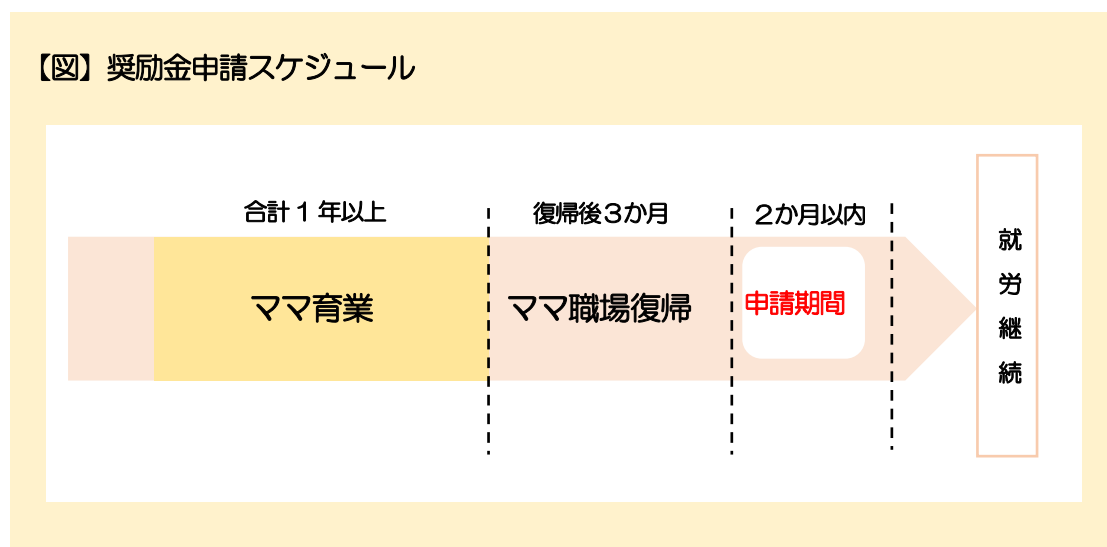 【図】奨励金申請スケジュール
合計１年以上
復帰後３か月
２か月以内
ママ育業
ママ職場復帰
申請期間
就労継続